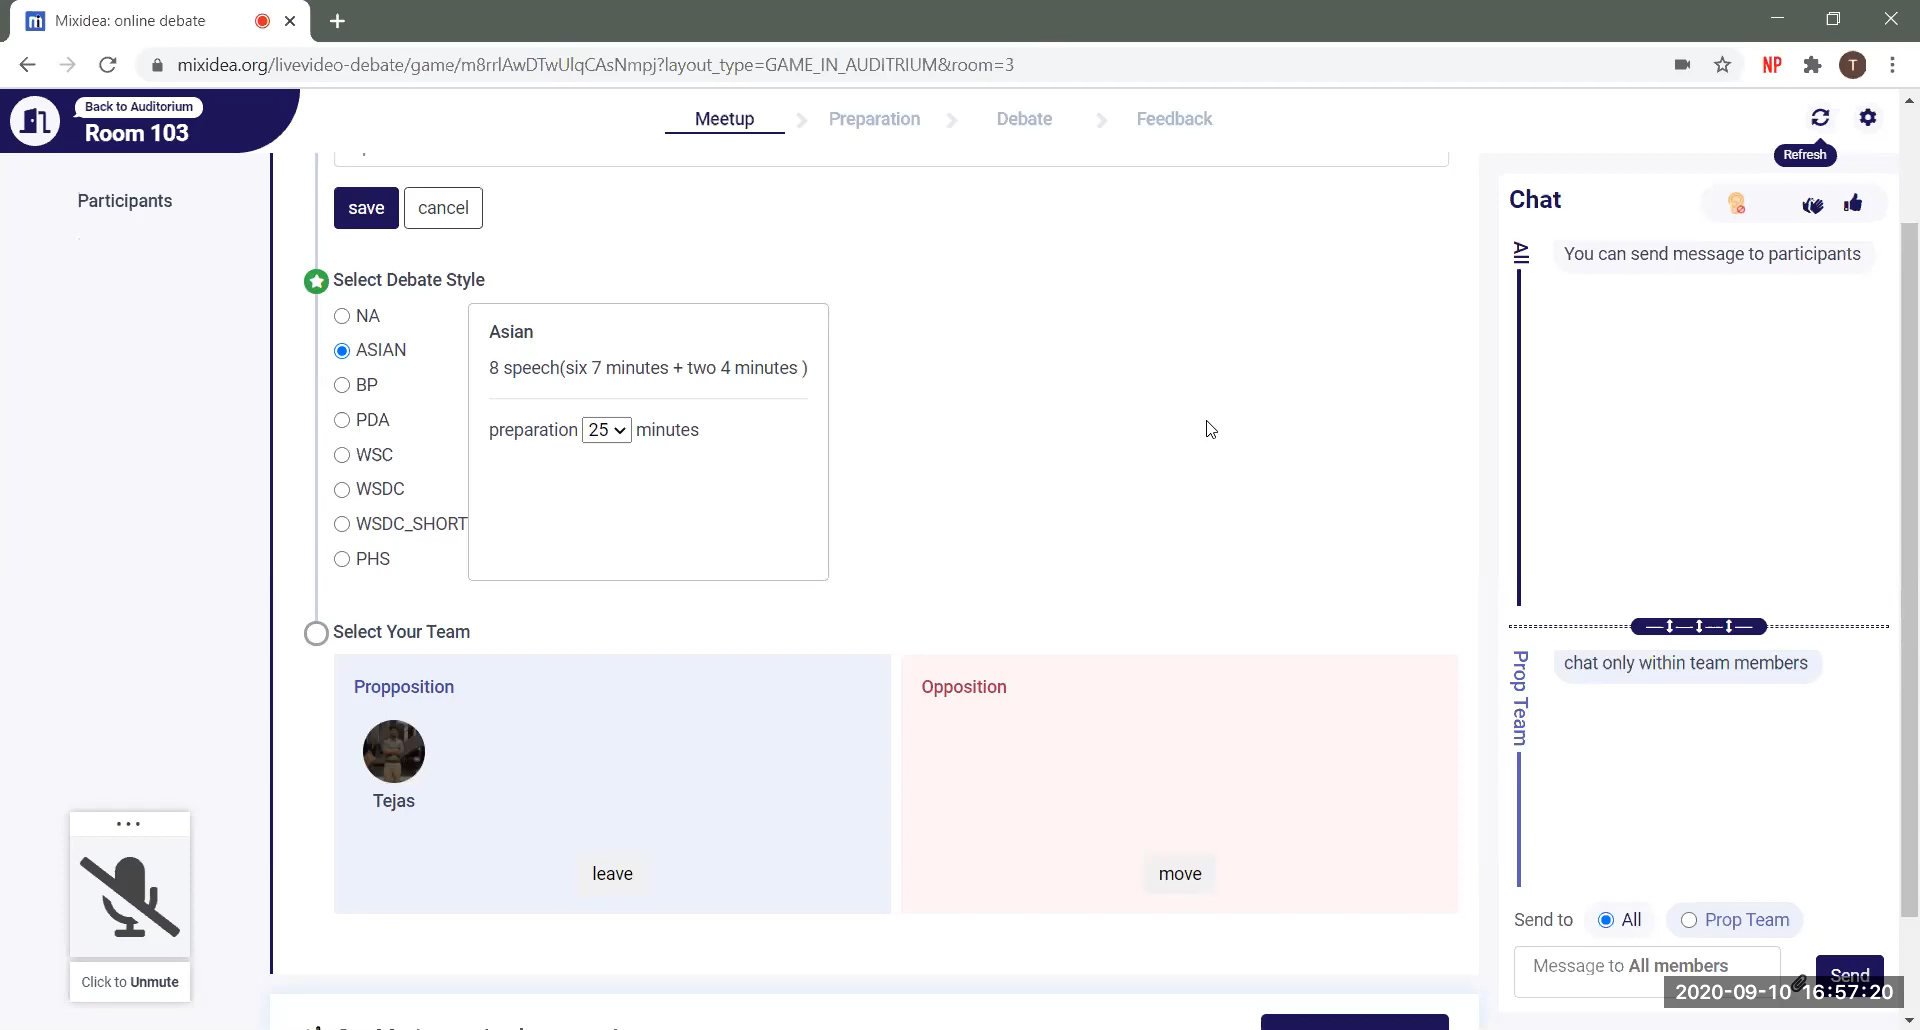 Mixidea: online debate
mixidea.org/livevideo-debate/game/m8rrlAwDTwUlqCAsNmpj?layout_type=GAME_IN_AUDITRIUM&room=3
NP
T
Back to Auditorium
Room 103
Meetup
Preparation
Debate
Feedback
Refresh
Participants
save
cancel
Select Debate Style
NA
ASIAN
BP
PDA
WSC
WSDC
WSDC_SHORT
PHS
Asian
8 speech(six 7 minutes + two 4 minutes )
preparation 25 minutes
Select Your Team
Propposition
Tejas
leave
Opposition
move
Click to Unmute
Chat
All
You can send message to participants
Prop Team
chat only within team members
Send to All Prop Team
Message to All members
Send
2020-09-10 16:57:20